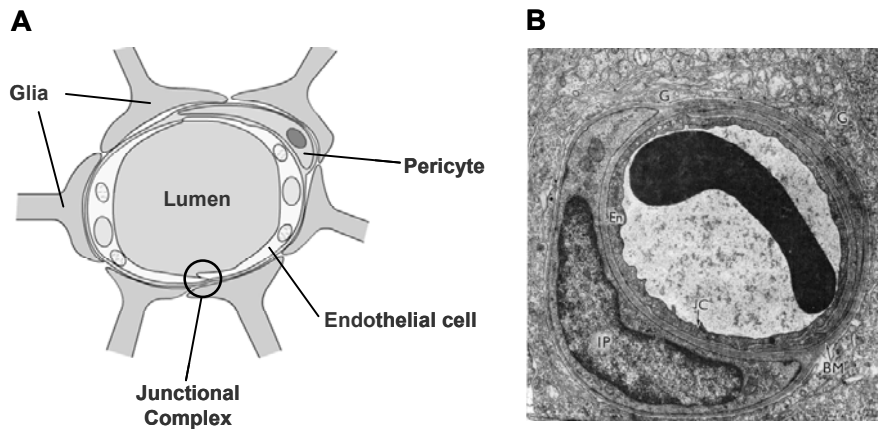 A
Glia
Lumen
Pericyte
Endothelial cell
Junctional
Complex
B
G
G
En
JC
IP
BM